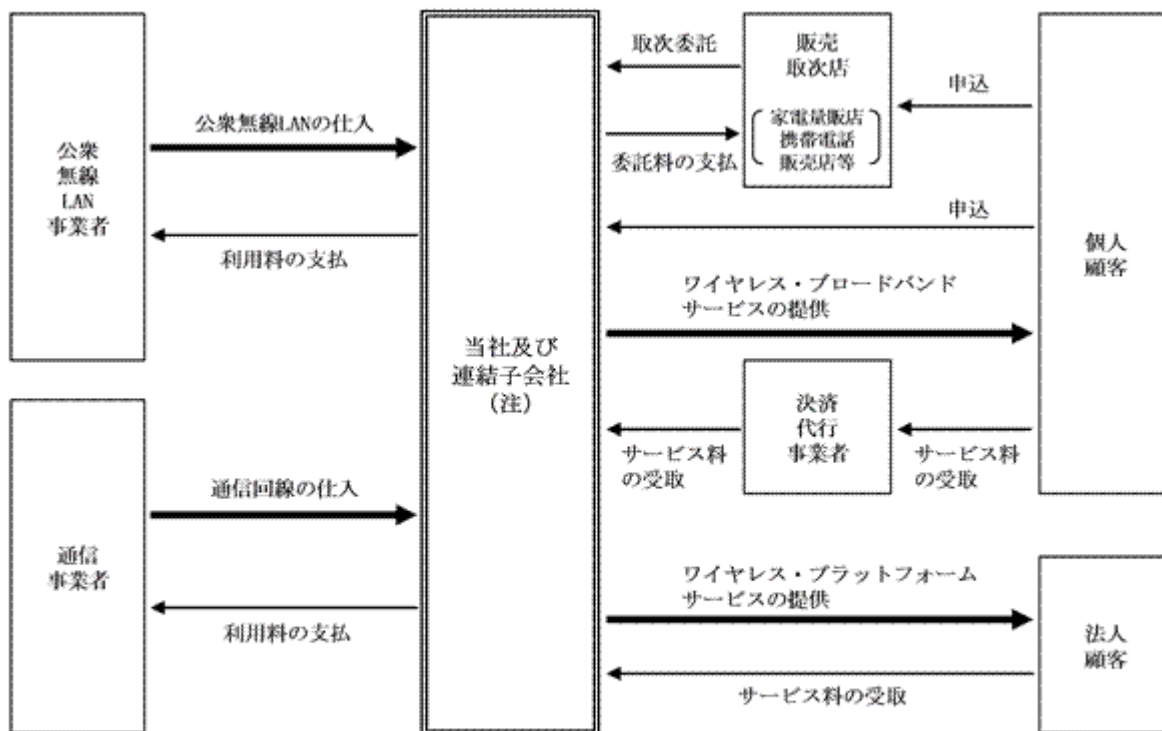 公衆
無線
LAN
事業者
公衆無線LANの仕入
利用料の支払
通信
事業者
通信回線の仕入
利用料の支払
当社及び
連結子会社
(注)
取次委託
委託料の支払
販売
取次店
家電量販店
携帯電話
販売店等
申込
申込
ワイヤレス・ブロードバンド
サービスの提供
サービス料
の受取
決済
代行
事業者
サービス料
の受取
個人
顧客
ワイヤレス・プラットフォーム
サービスの提供
サービス料の受取
法人
顧客